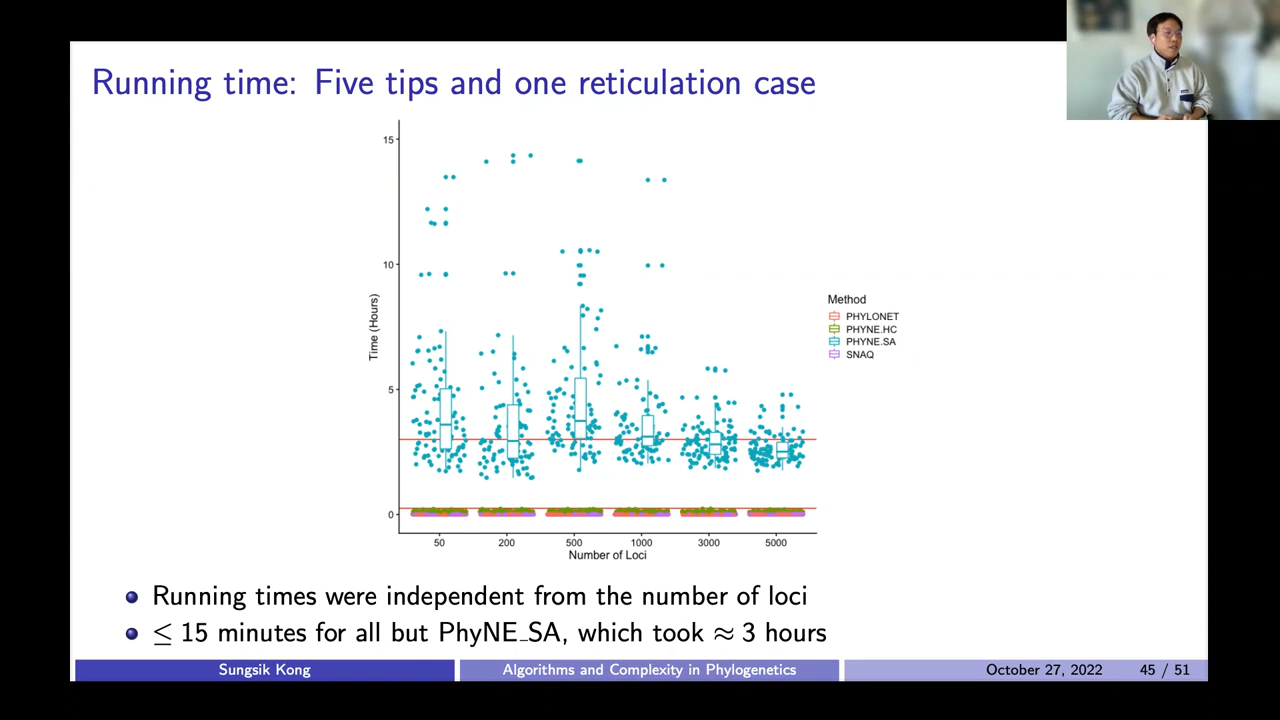 Running time: Five tips and one reticulation case
15
10
5
0
Time (Hours)
50 200 500 1000 3000 5000
Number of Loci
Method
PHYLONET
PHYNE.HC
PHYNE.SA
SNAQ
Running times were independent from the number of loci
≤ 15 minutes for all but PhyNE_SA, which took ≈ 3 hours
Sungsik Kong Algorithms and Complexity in Phylogenetics October 27, 2022 45 / 51